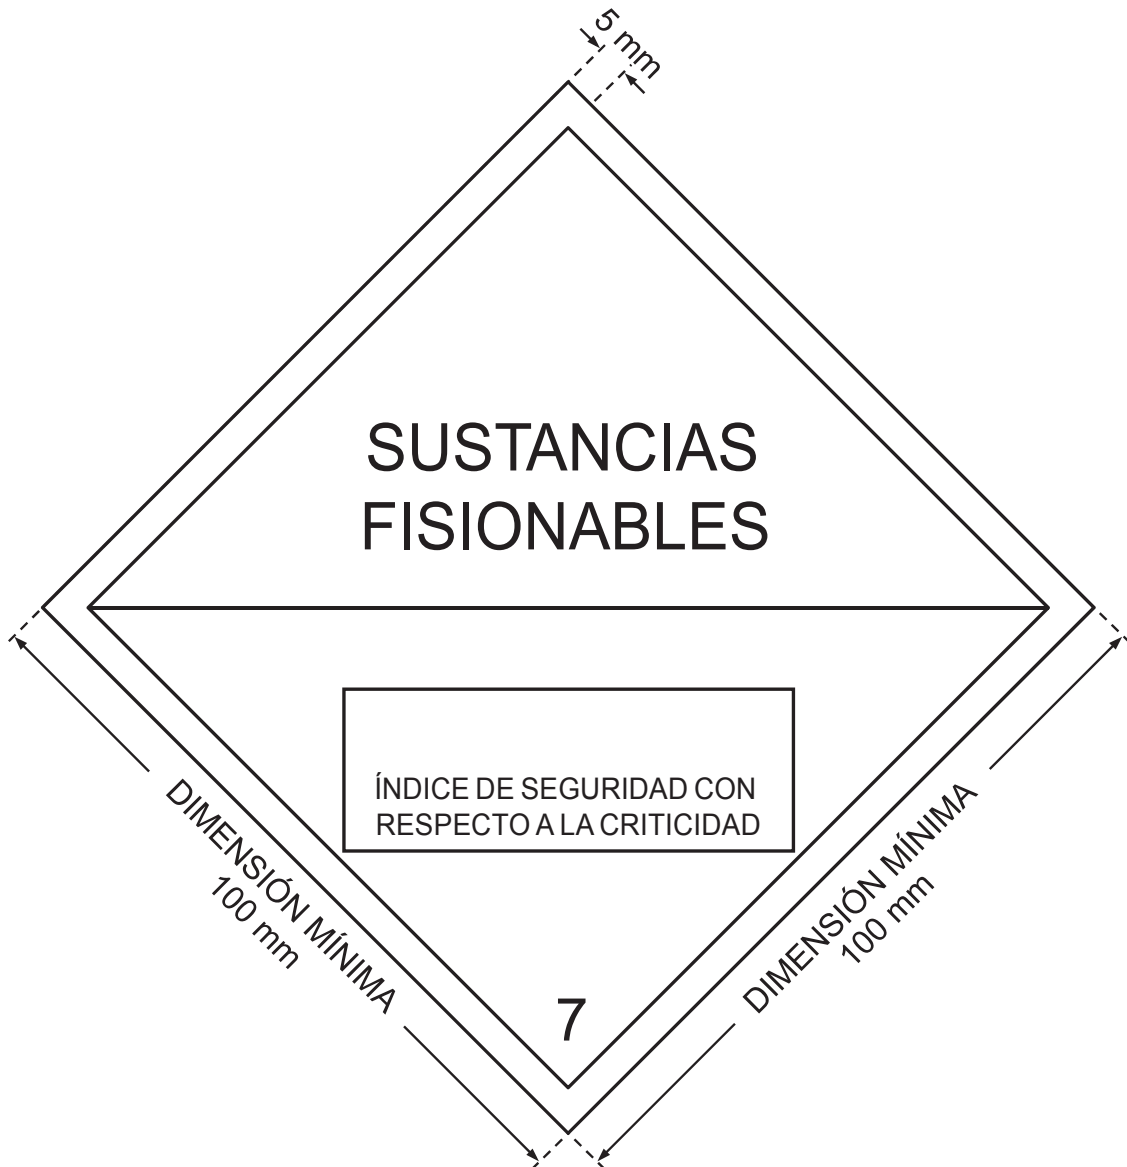 5 mm
SUSTANCIAS
FISIONABLES
ÍNDICE DE SEGURIDAD CON
RESPECTO A LA CRITICIDAD
DIMENSIÓN MÍNIMA
100 mm
DIMENSIÓN MÍNIMA
100 mm
7